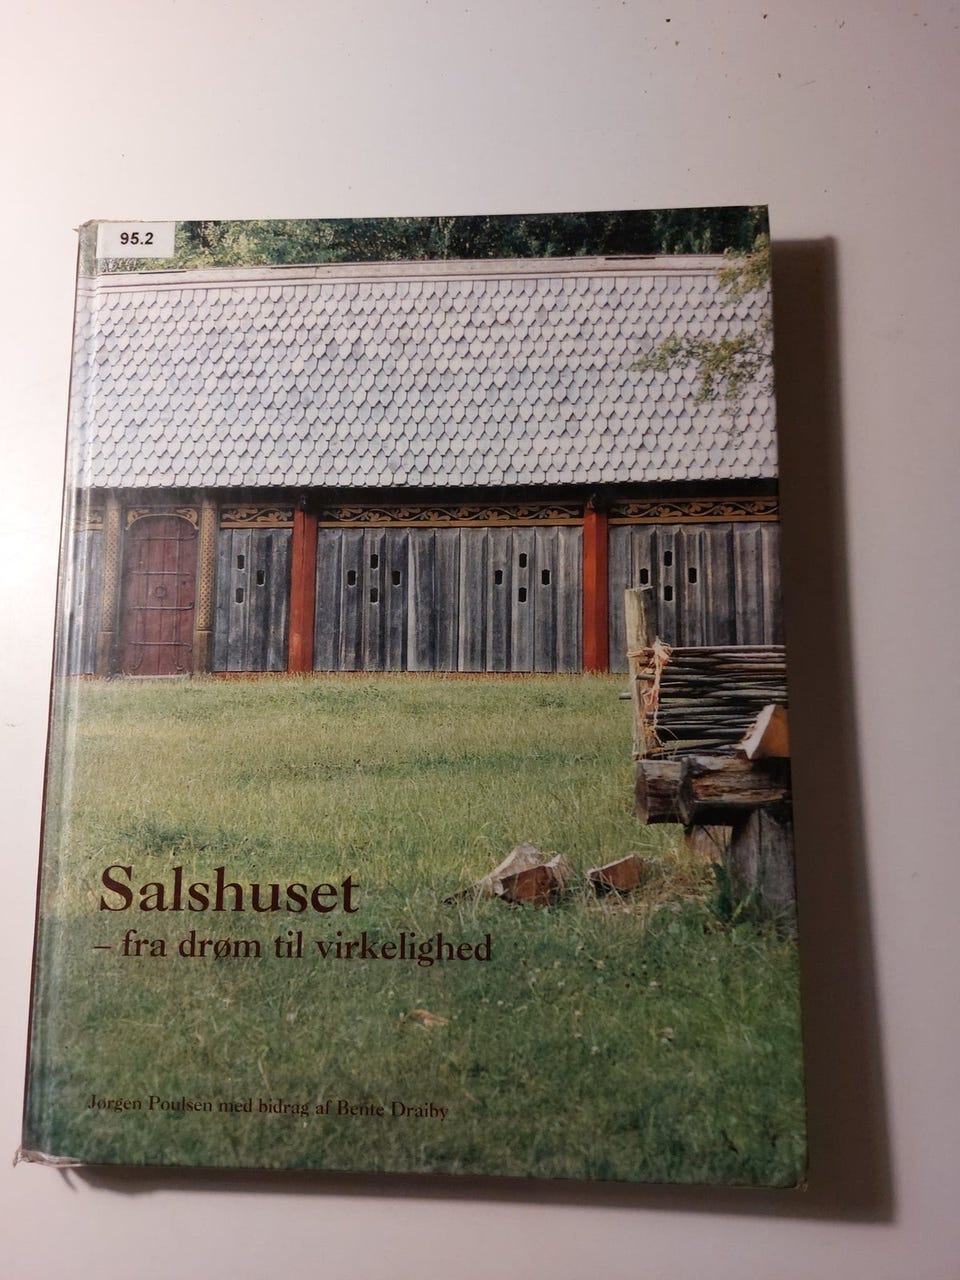 95.2
Salshuset
– fra drøm til virkelighed
Jørgen Poulsen med bidrag af Bente Draiby